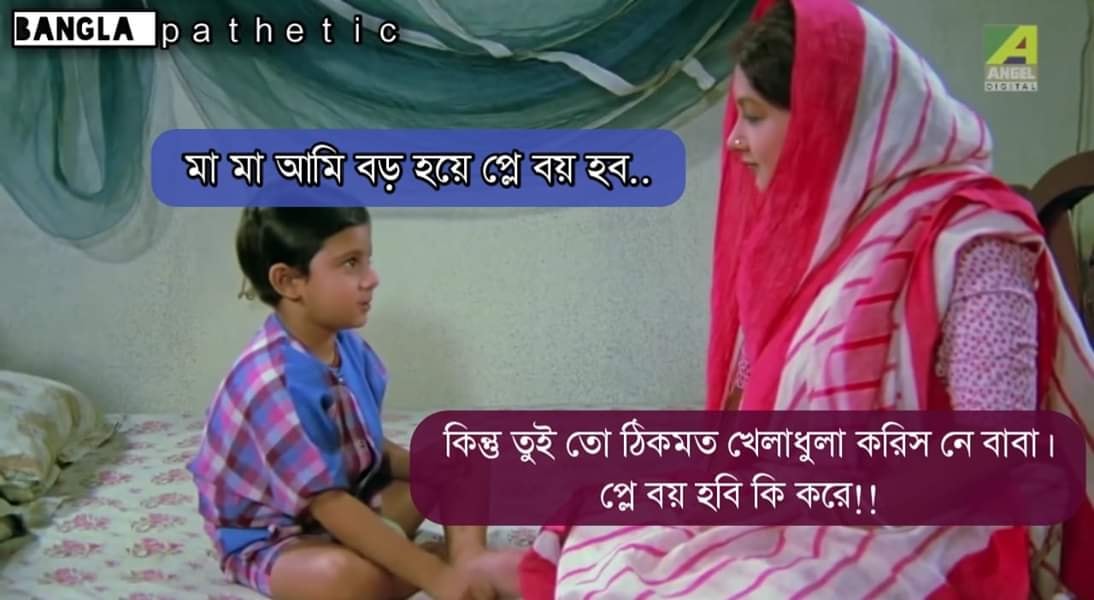 BANGLA pathetic
A
ANGEL
DIGITAL
মা মা আমি বড় হয়ে প্লে বয় হব..
কিন্তু তুই তো ঠিকমত খেলাধুলা করিস নে বাবা।
প্লে বয় হবি কি করে!!